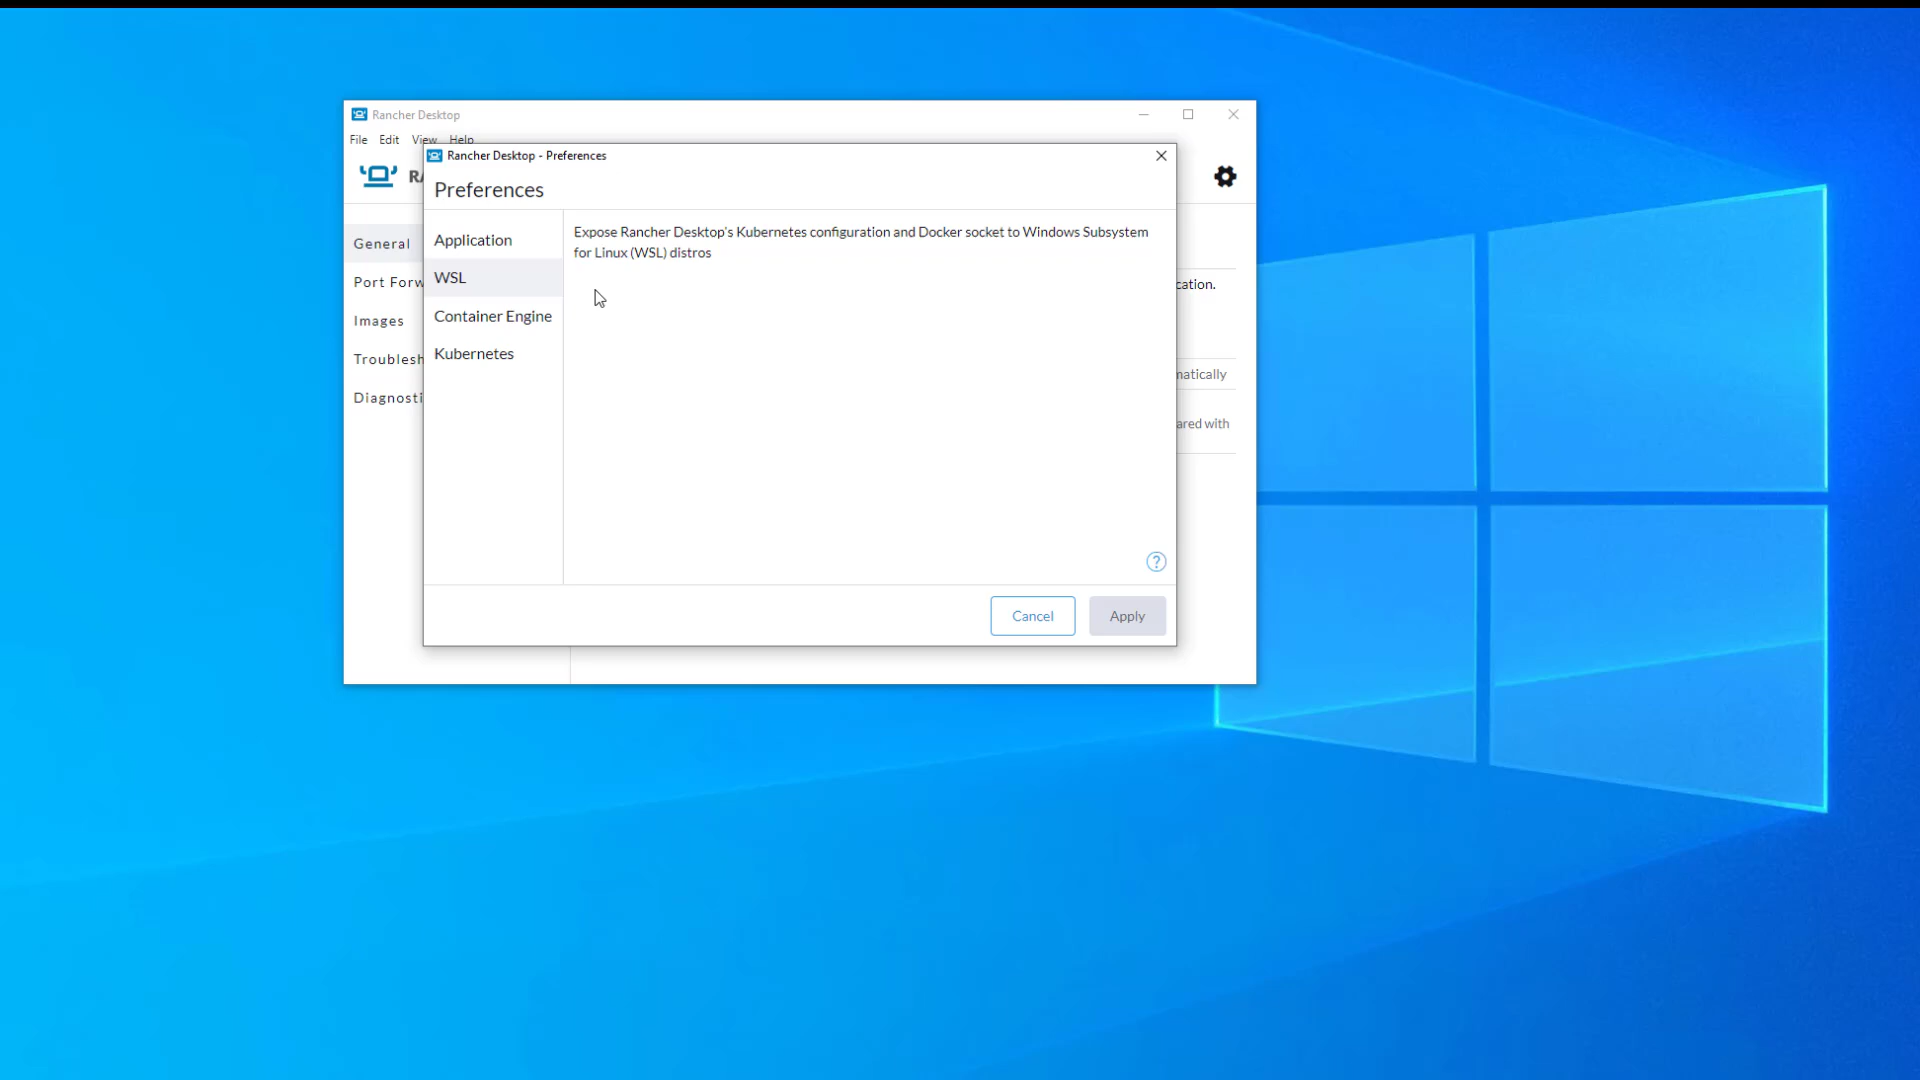 Rancher Desktop
File Edit View Help
Rancher Desktop - Preferences
Preferences
General
Port Forw
Images
Troublesh
Diagnosti
Application
WSL
Container Engine
Kubernetes
Expose Rancher Desktop's Kubernetes configuration and Docker socket to Windows Subsystem
for Linux (WSL) distros
cation.
matically
ared with
?
Cancel Apply